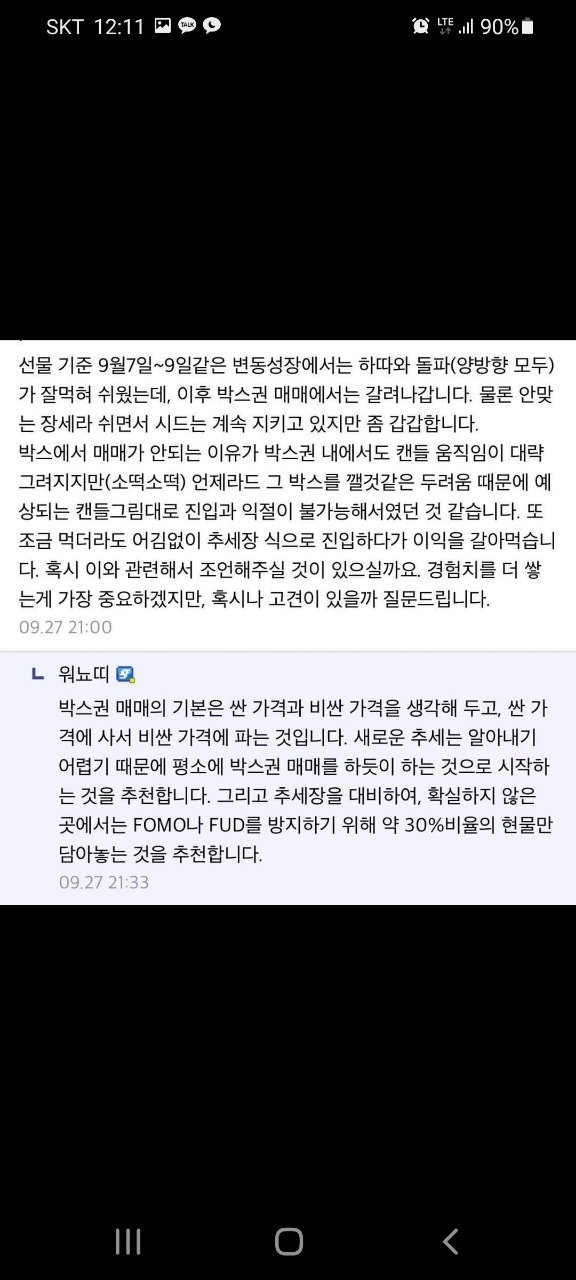 SKT 12:11 TALK LTE 90%
선물 기준 9월7일~9일같은 변동성장에서는 하따와 돌파(양방향 모두)
가 잘먹혀 쉬웠는데, 이후 박스권 매매에서는 갈려나갑니다. 물론 안맞
는 장세라 쉬면서 시드는 계속 지키고 있지만 좀 갑갑합니다.
박스에서 매매가 안되는 이유가 박스권 내에서도 캔들 움직임이 대략
그려지지만(소떡소떡) 언제라드 그 박스를 깰것같은 두려움 때문에 예
상되는 캔들그림대로 진입과 익절이 불가능해서였던 것 같습니다. 또
조금 먹더라도 어김없이 추세장 식으로 진입하다가 이익을 갈아먹습니
다. 혹시 이와 관련해서 조언해주실 것이 있으실까요. 경험치를 더 쌓
는게 가장 중요하겠지만, 혹시나 고견이 있을까 질문드립니다.
09.27 21:00
워뇨띠
박스권 매매의 기본은 싼 가격과 비싼 가격을 생각해 두고, 싼 가
격에 사서 비싼 가격에 파는 것입니다. 새로운 추세는 알아내기
어렵기 때문에 평소에 박스권 매매를 하듯이 하는 것으로 시작하
는 것을 추천합니다. 그리고 추세장을 대비하여, 확실하지 않은
곳에서는 FOMO나 FUD를 방지하기 위해 약 30%비율의 현물만
담아놓는 것을 추천합니다.
09.27 21:33